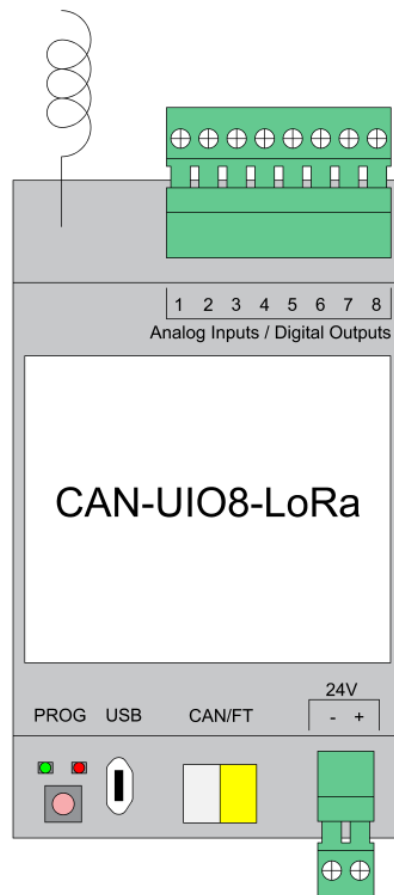 1 2 3 4 5 6 7 8
Analog Inputs / Digital Outputs
CAN-UIO8-LoRa
24V
PROG USB CAN/FT - +